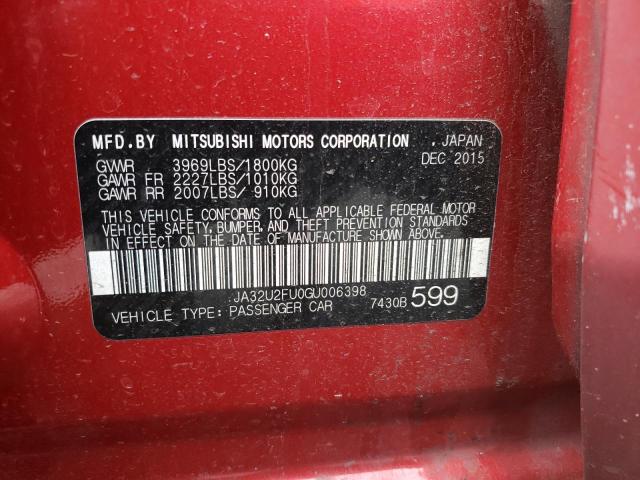 MFD.BY MITSUBISHI MOTORS CORPORATION , JAPAN
GVWR 3969LBS/1800KG DEC 2015
GAWR FR 2227LBS/1010KG
GAWR RR 2007LBS/ 910KG
THIS VEHICLE CONFORMS TO ALL APPLICABLE FEDERAL MOTOR
VEHICLE SAFETY, BUMPER, AND THEFT PREVENTION STANDARDS
IN EFFECT ON THE DATE OF MANUFACTURE SHOWN ABOVE.
JA32U2FU0GU006398
VEHICLE TYPE: PASSENGER CAR 7430B 599